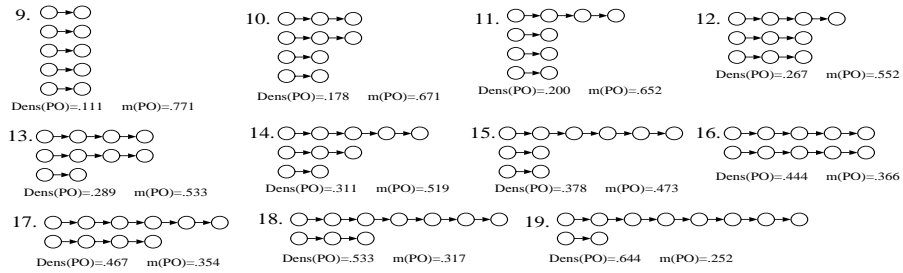 9.
Dens(PO)=.111 m(PO)=.771
10.
Dens(PO)=.178 m(PO)=.671
11.
Dens(PO)=.200 m(PO)=.652
12.
Dens(PO)=.267 m(PO)=.552
13.
Dens(PO)=.289 m(PO)=.533
14.
Dens(PO)=.311 m(PO)=.519
15.
Dens(PO)=.378 m(PO)=.473
16.
Dens(PO)=.444 m(PO)=.366
17.
Dens(PO)=.467 m(PO)=.354
18.
Dens(PO)=.533 m(PO)=.317
19.
Dens(PO)=.644 m(PO)=.252